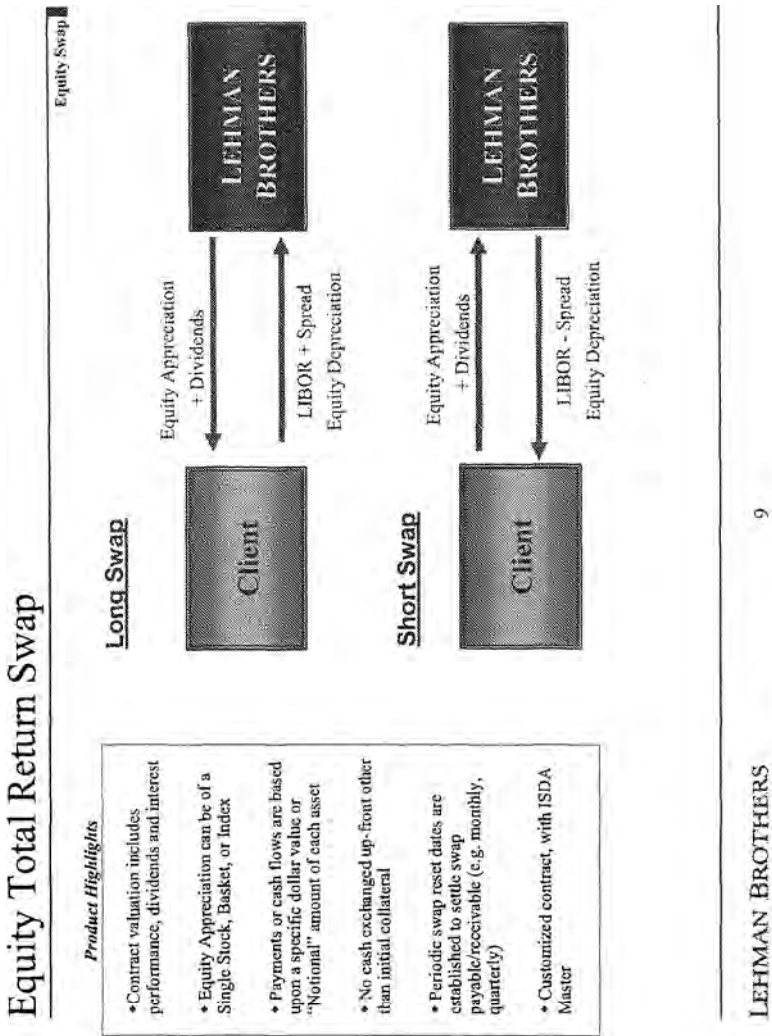 Equity Total Return Swap
Equity Swap
Product Highlights
•Contract valuation includes
performance, dividends and interest
• Equity Appreciation can be of a
Single Stock, Basket, or Index
• Payments or cash flows are based
upon a specific dollar value or
"Notional" amount of each asset
• No cash exchanged up-front other
than initial collateral
• Periodic swap reset dates are
established to settle swap
payable/receivable (e.g. monthly,
quarterly)
• Customized contract, with ISDA
Master
Long Swap
Client
Equity Appreciation
+ Dividends
LIBOR + Spread
Equity Depreciation
LEHMAN
BROTHERS
Short Swap
Client
Equity Appreciation
+ Dividends
LIBOR - Spread
Equity Depreciation
LEHMAN
BROTHERS
LEHMAN BROTHERS
9